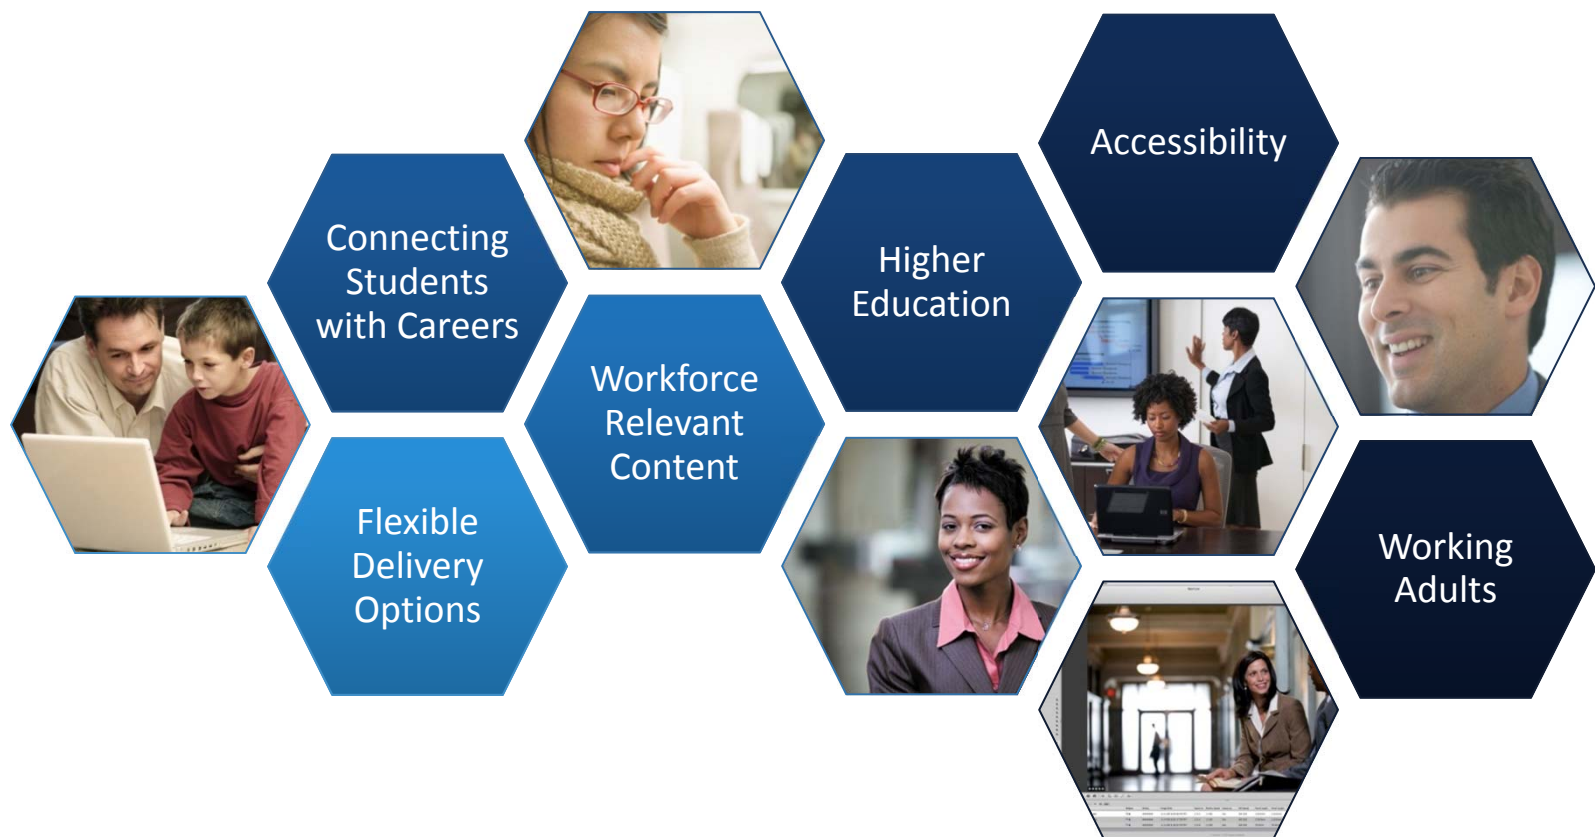 Connecting
Students
with Careers
Flexible
Delivery
Options
Workforce
Relevant
Content
Higher
Education
Accessibility
Working
Adults